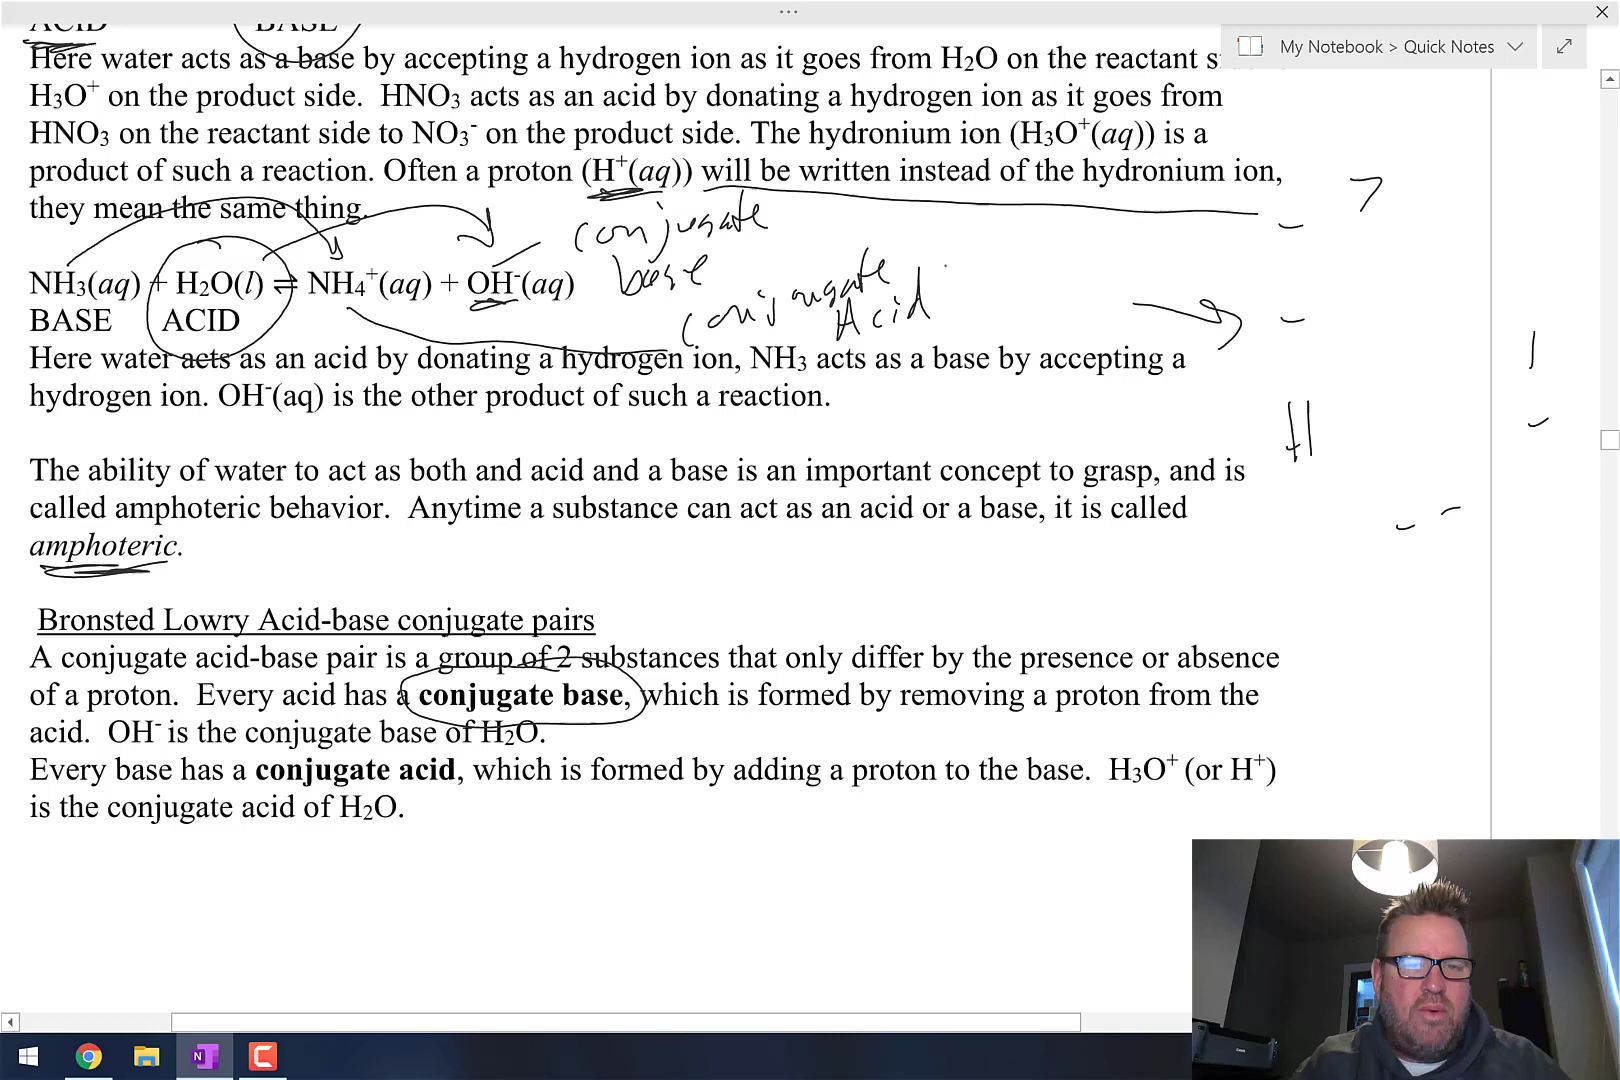 ...
ACID BASE
My Notebook > Quick Notes
Here water acts as a base by accepting a hydrogen ion as it goes from H2O on the reactant
H3O+ on the product side. HNO3 acts as an acid by donating a hydrogen ion as it goes from
HNO3 on the reactant side to NO3- on the product side. The hydronium ion (H3O+(aq)) is a
product of such a reaction. Often a proton (H+(aq)) will be written instead of the hydronium ion,
they mean the same thing.
conjugate
base
NH3(aq) + H2O(l) ⇌ NH4+(aq) + OH-(aq)
conjugate
Acid
BASE ACID
Here water acts as an acid by donating a hydrogen ion, NH3 acts as a base by accepting a
hydrogen ion. OH-(aq) is the other product of such a reaction.
The ability of water to act as both and acid and a base is an important concept to grasp, and is
called amphoteric behavior. Anytime a substance can act as an acid or a base, it is called
amphoteric.
Bronsted Lowry Acid-base conjugate pairs
A conjugate acid-base pair is a group of 2 substances that only differ by the presence or absence
of a proton. Every acid has a conjugate base, which is formed by removing a proton from the
acid. OH- is the conjugate base of H2O.
Every base has a conjugate acid, which is formed by adding a proton to the base. H3O+ (or H+)
is the conjugate acid of H2O.